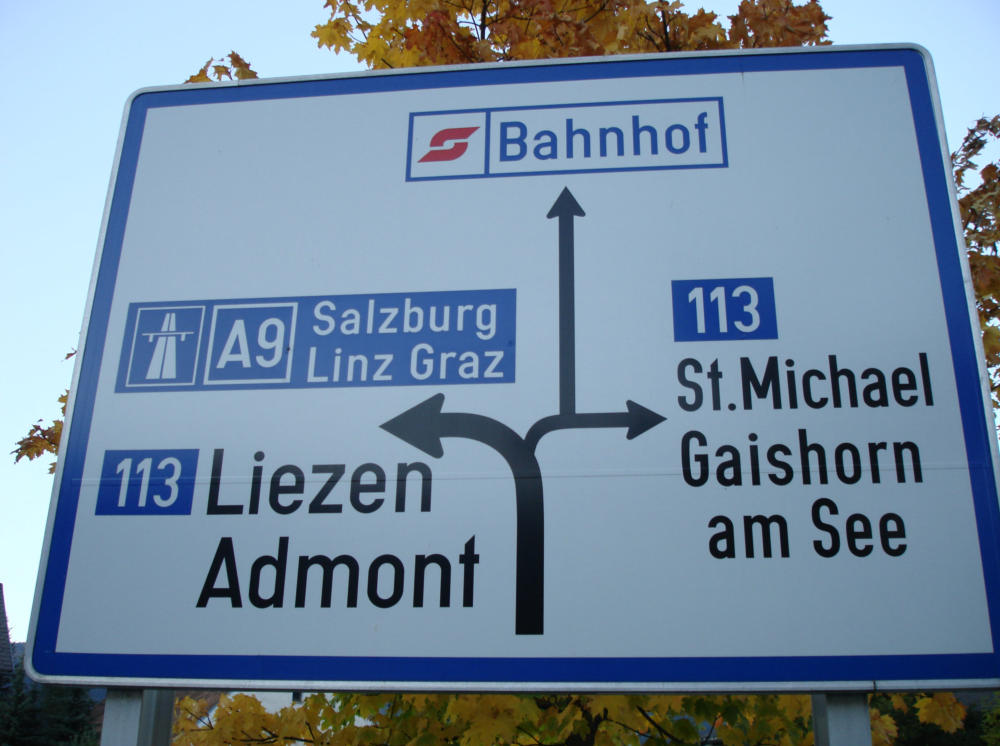 Bahnhof
A9 Salzburg
Linz Graz
113
St.Michael
Gaishorn
am See
113 Liezen
Admont